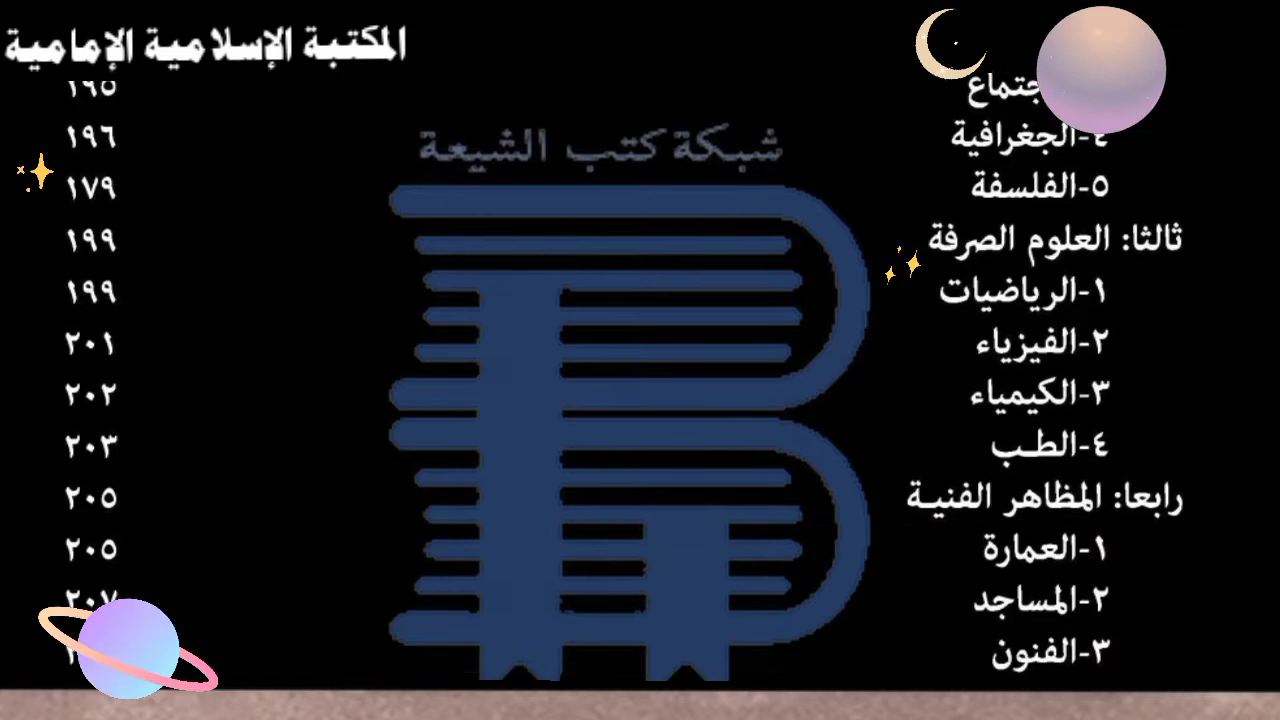 المكتبة الإسلامية الإمامية
شبكة كتب الشيعة
١٩٥
٤-الجغرافية ١٩٦
٥-الفلسفة ١٧٩
ثالثا: العلوم الصرفة ١٩٩
١-الرياضيات ١٩٩
٢-الفيزياء ٢٠١
٣-الكيمياء ٢٠٢
٤-الطب ٢٠٣
رابعا: المظاهر الفنية ٢٠٥
١-العمارة ٢٠٥
٢-المساجد ٢٠٧
٣-الفنون